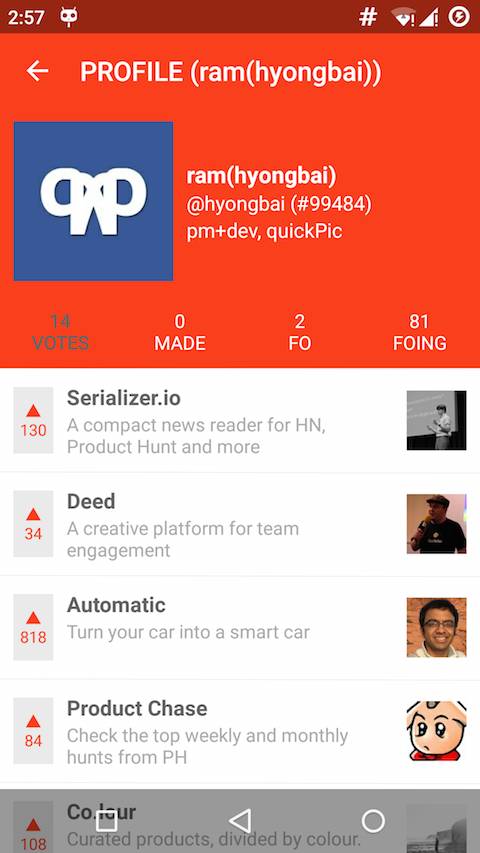 2:57
PROFILE (ram(hyongbai))
ram(hyongbai)
@hyongbai (#99484)
pm+dev, quickPic
14 0 2 81
VOTES MADE FO FOING
Serializer.io
130
A compact news reader for HN,
Product Hunt and more
Deed
34
A creative platform for team
engagement
Automatic
818
Turn your car into a smart car
Product Chase
84
Check the top weekly and monthly
hunts from PH
Co.lour
108
Curated products, divided by colour.